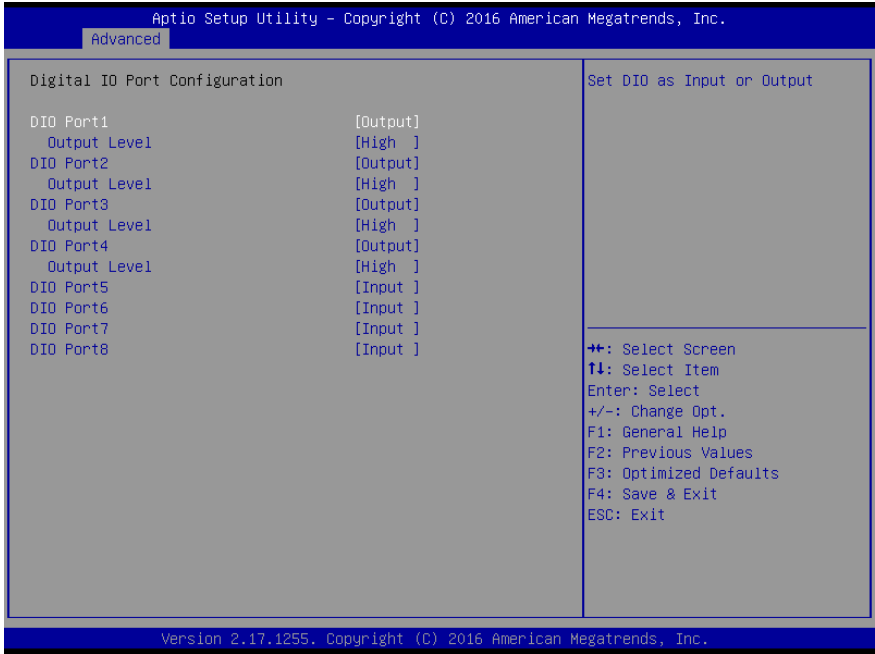 Aptio Setup Utility – Copyright (C) 2016 American Megatrends, Inc.
Advanced
Digital IO Port Configuration
DIO Port1 [Output]
Output Level [High ]
DIO Port2 [Output]
Output Level [High ]
DIO Port3 [Output]
Output Level [High ]
DIO Port4 [Output]
Output Level [High ]
DIO Port5 [Input ]
DIO Port6 [Input ]
DIO Port7 [Input ]
DIO Port8 [Input ]
Set DIO as Input or Output
→←: Select Screen
↑↓: Select Item
Enter: Select
+/-: Change Opt.
F1: General Help
F2: Previous Values
F3: Optimized Defaults
F4: Save & Exit
ESC: Exit
Version 2.17.1255. Copyright (C) 2016 American Megatrends, Inc.